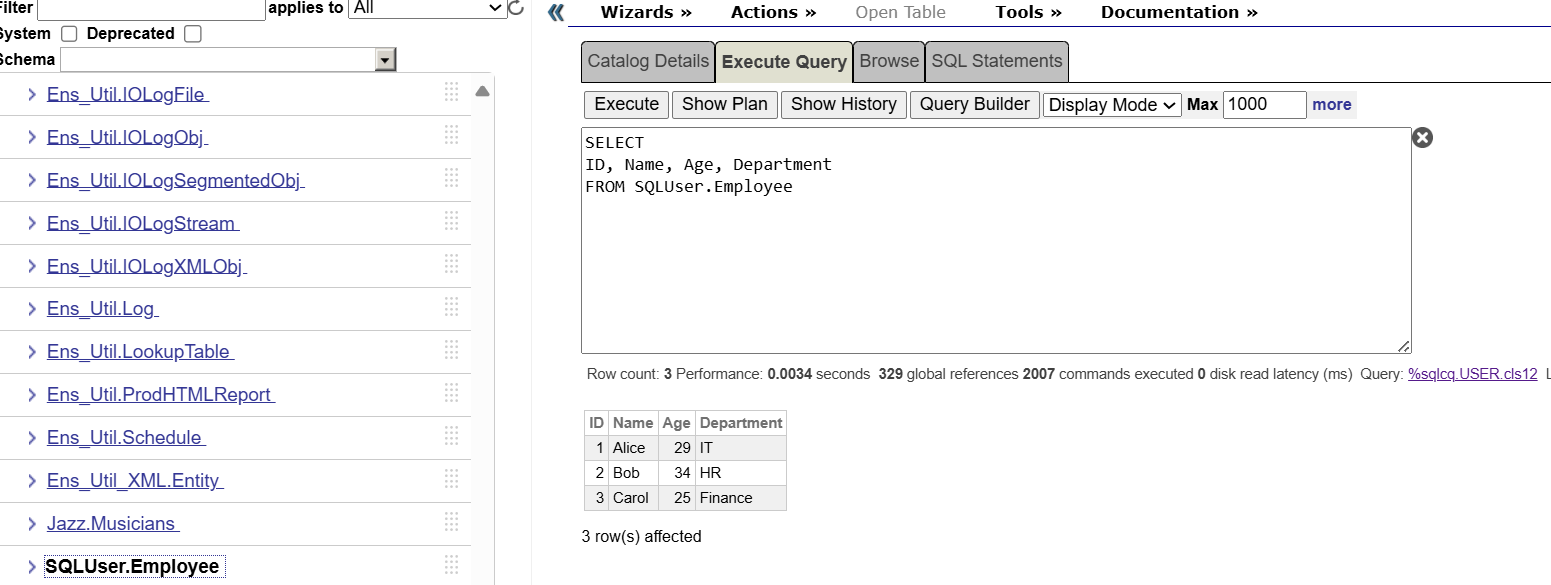 Filter applies to All
System Deprecated
Schema
Ens_Util.IOLogFile
Ens_Util.IOLogObj
Ens_Util.IOLogSegmentedObj
Ens_Util.IOLogStream
Ens_Util.IOLogXMLObj
Ens_Util.Log
Ens_Util.LookupTable
Ens_Util.ProdHTMLReport
Ens_Util.Schedule
Ens_Util_XML.Entity
Jazz.Musicians
SQLUser.Employee
« Wizards » Actions » Open Table Tools » Documentation »
Catalog Details Execute Query Browse SQL Statements
Execute Show Plan Show History Query Builder Display Mode Max 1000 more
SELECT
ID, Name, Age, Department
FROM SQLUser.Employee
Row count: 3 Performance: 0.0034 seconds 329 global references 2007 commands executed 0 disk read latency (ms) Query: %sqlcq.USER.cls12 L
ID Name Age Department
1 Alice 29 IT
2 Bob 34 HR
3 Carol 25 Finance
3 row(s) affected